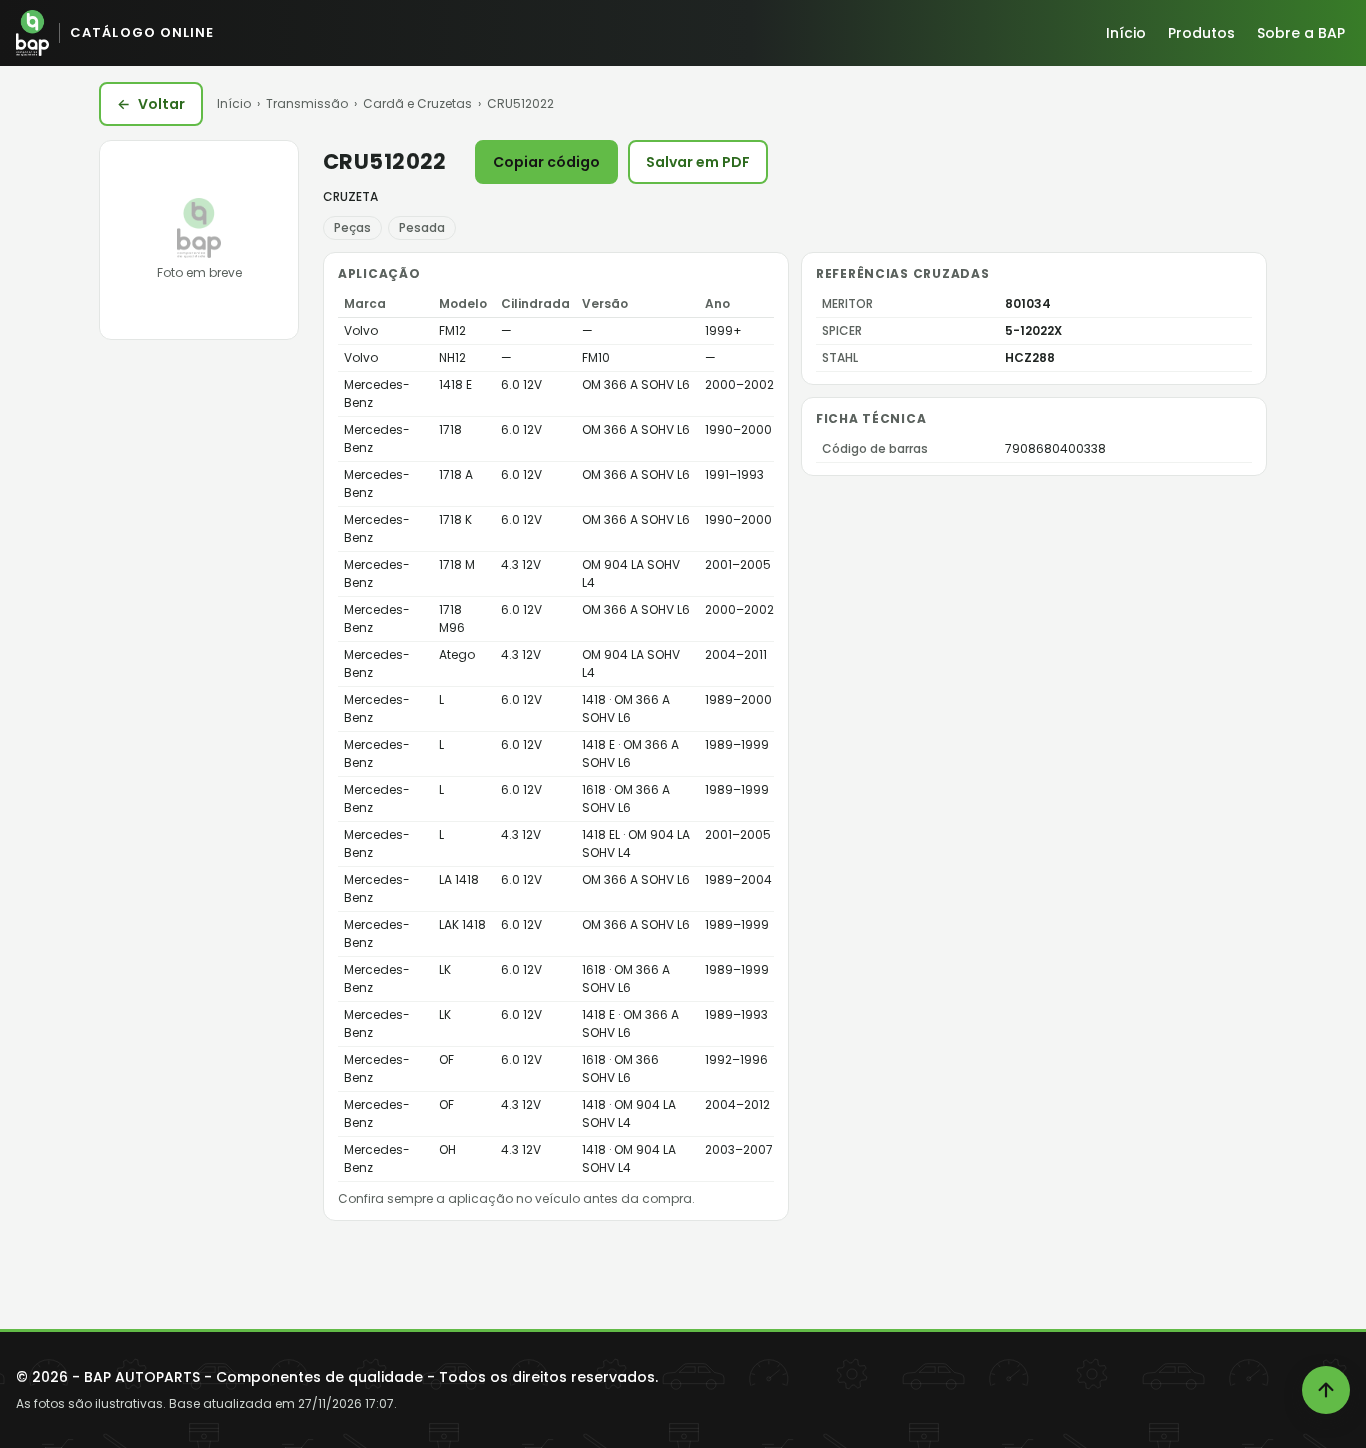 bap
CATÁLOGO ONLINE
Início Produtos Sobre a BAP
← Voltar
Início › Transmissão › Cardã e Cruzetas › CRU512022
bap
Foto em breve
CRU512022
Copiar código
Salvar em PDF
CRUZETA
Peças Pesada
APLICAÇÃO
Marca Modelo Cilindrada Versão Ano
Volvo FM12 — — 1999+
Volvo NH12 — FM10 —
Mercedes-Benz 1418 E 6.0 12V OM 366 A SOHV L6 2000–2002
Mercedes-Benz 1718 6.0 12V OM 366 A SOHV L6 1990–2000
Mercedes-Benz 1718 A 6.0 12V OM 366 A SOHV L6 1991–1993
Mercedes-Benz 1718 K 6.0 12V OM 366 A SOHV L6 1990–2000
Mercedes-Benz 1718 M 4.3 12V OM 904 LA SOHV L4 2001–2005
Mercedes-Benz 1718 M96 6.0 12V OM 366 A SOHV L6 2000–2002
Mercedes-Benz Atego 4.3 12V OM 904 LA SOHV L4 2004–2011
Mercedes-Benz L 6.0 12V 1418 · OM 366 A SOHV L6 1989–2000
Mercedes-Benz L 6.0 12V 1418 E · OM 366 A SOHV L6 1989–1999
Mercedes-Benz L 6.0 12V 1618 · OM 366 A SOHV L6 1989–1999
Mercedes-Benz L 4.3 12V 1418 EL · OM 904 LA SOHV L4 2001–2005
Mercedes-Benz LA 1418 6.0 12V OM 366 A SOHV L6 1989–2004
Mercedes-Benz LAK 1418 6.0 12V OM 366 A SOHV L6 1989–1999
Mercedes-Benz LK 6.0 12V 1618 · OM 366 A SOHV L6 1989–1999
Mercedes-Benz LK 6.0 12V 1418 E · OM 366 A SOHV L6 1989–1993
Mercedes-Benz OF 6.0 12V 1618 · OM 366 SOHV L6 1992–1996
Mercedes-Benz OF 4.3 12V 1418 · OM 904 LA SOHV L4 2004–2012
Mercedes-Benz OH 4.3 12V 1418 · OM 904 LA SOHV L4 2003–2007
Confira sempre a aplicação no veículo antes da compra.
REFERÊNCIAS CRUZADAS
MERITOR 801034
SPICER 5-12022X
STAHL HCZ288
FICHA TÉCNICA
Código de barras 7908680400338
© 2026 - BAP AUTOPARTS - Componentes de qualidade - Todos os direitos reservados.
As fotos são ilustrativas. Base atualizada em 27/11/2026 17:07.